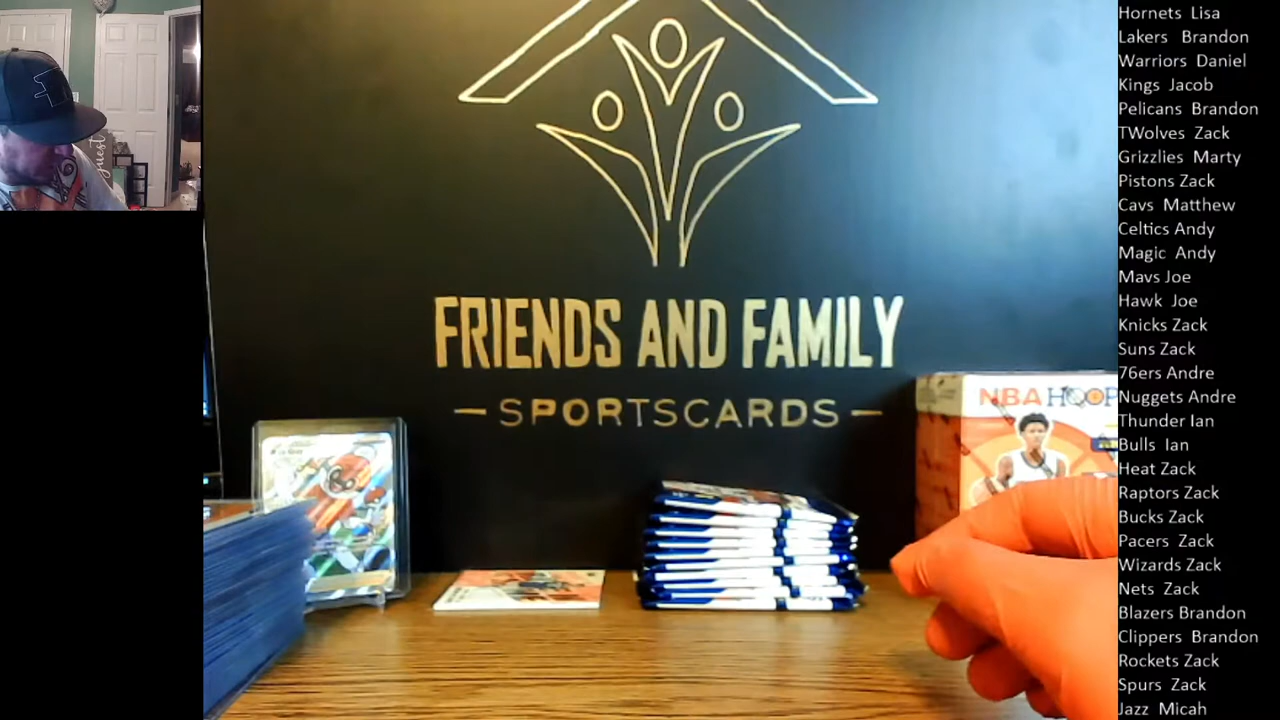 Hornets Lisa
Lakers Brandon
Warriors Daniel
Kings Jacob
Pelicans Brandon
TWolves Zack
Grizzlies Marty
Pistons Zack
Cavs Matthew
Celtics Andy
Magic Andy
Mavs Joe
Hawk Joe
Knicks Zack
Suns Zack
76ers Andre
Nuggets Andre
Thunder Ian
Bulls Ian
Heat Zack
Raptors Zack
Bucks Zack
Pacers Zack
Wizards Zack
Nets Zack
Blazers Brandon
Clippers Brandon
Rockets Zack
Spurs Zack
Jazz Micah
FRIENDS AND FAMILY
— SPORTSCARDS —
NBA HOOP
guest